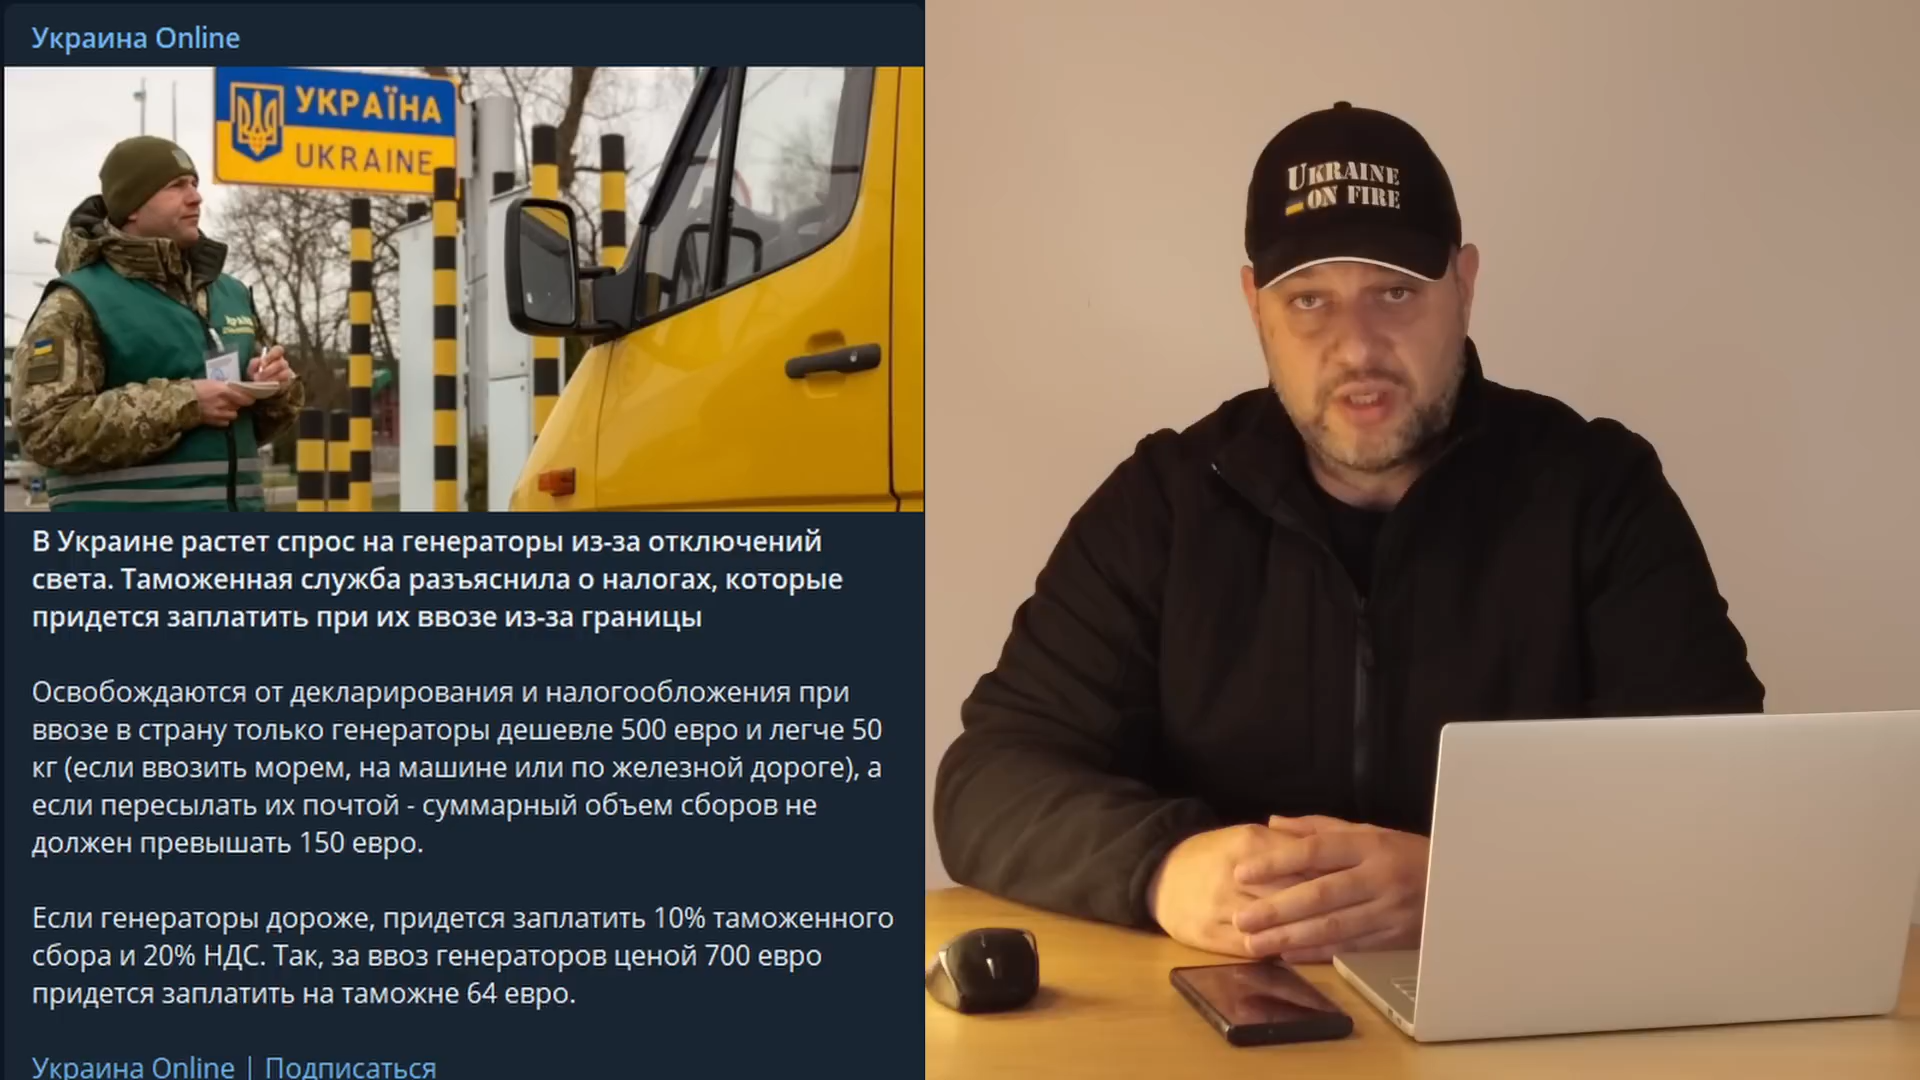 Украина Online
УКРАЇНА
UKRAINE
UKRAINE
ON FIRE
В Украине растет спрос на генераторы из-за отключений
света. Таможенная служба разъяснила о налогах, которые
придется заплатить при их ввозе из-за границы
Освобождаются от декларирования и налогообложения при
ввозе в страну только генераторы дешевле 500 евро и легче 50
кг (если ввозить морем, на машине или по железной дороге), а
если пересылать их почтой - суммарный объем сборов не
должен превышать 150 евро.
Если генераторы дороже, придется заплатить 10% таможенного
сбора и 20% НДС. Так, за ввоз генераторов ценой 700 евро
придется заплатить на таможне 64 евро.
Украина Online | Подписаться